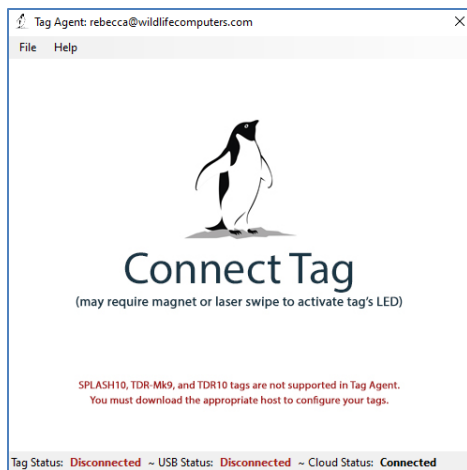 Tag Agent: rebecca@wildlifecomputers.com
File Help
Connect Tag
(may require magnet or laser swipe to activate tag's LED)
SPLASH10, TDR-Mk9, and TDR10 tags are not supported in Tag Agent.
You must download the appropriate host to configure your tags.
Tag Status: Disconnected ~ USB Status: Disconnected ~ Cloud Status: Connected